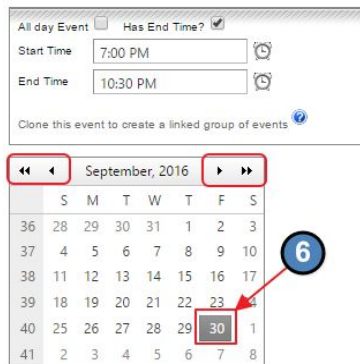 All day Event Has End Time?
Start Time 7:00 PM
End Time 10:30 PM
Clone this event to create a linked group of events
September, 2016
S M T W T F S
36 28 29 30 31 1 2 3
37 4 5 6 7 8 9 10
38 11 12 13 14 15 16 17
39 18 19 20 21 22 23 24
40 25 26 27 28 29 30 1
41 2 3 4 5 6 7 8
6